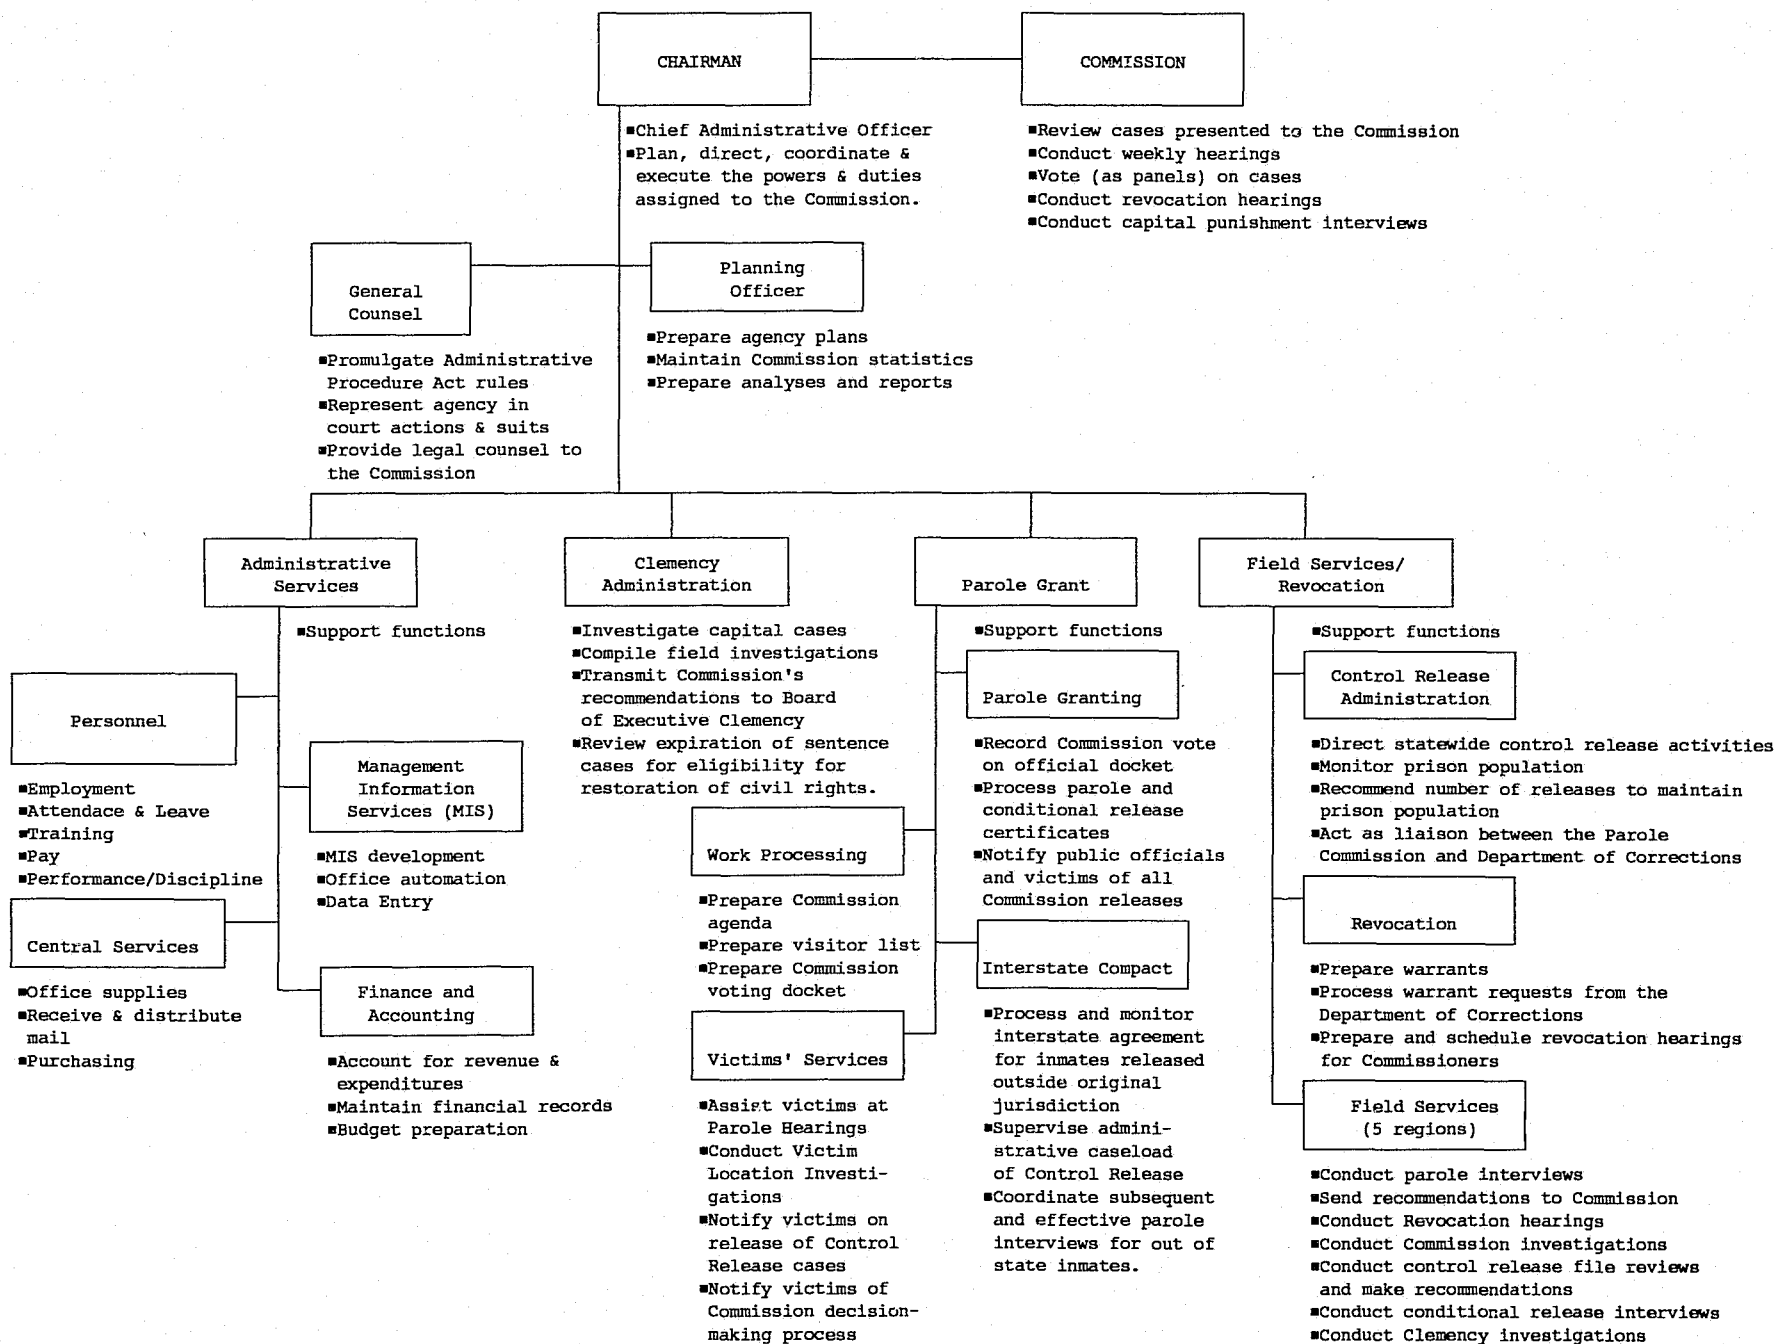 CHAIRMAN
COMMISSION
■Chief Administrative Officer
■Plan, direct, coordinate &
execute the powers & duties
assigned to the Commission.
■Review cases presented to the Commission
■Conduct weekly hearings
■Vote (as panels) on cases
■Conduct revocation hearings
■Conduct capital punishment interviews
General
Counsel
■Promulgate Administrative
Procedure Act rules
■Represent agency in
court actions & suits
■Provide legal counsel to
the Commission
Planning
Officer
■Prepare agency plans
■Maintain Commission statistics
■Prepare analyses and reports
Administrative
Services
■Support functions
Personnel
■Employment
■Attendace & Leave
■Training
■Pay
■Performance/Discipline
Management
Information
Services (MIS)
■MIS development
■Office automation
■Data Entry
Central Services
■Office supplies
■Receive & distribute
mail
■Purchasing
Finance and
Accounting
■Account for revenue &
expenditures
■Maintain financial records
■Budget preparation
Clemency
Administration
■Investigate capital cases
■Compile field investigations
■Transmit Commission's
recommendations to Board
of Executive Clemency
■Review expiration of sentence
cases for eligibility for
restoration of civil rights.
Parole Grant
■Support functions
Parole Granting
■Record Commission vote
on official docket
■Process parole and
conditional release
certificates
■Notify public officials
and victims of all
Commission releases
Work Processing
■Prepare Commission
agenda
■Prepare visitor list
■Prepare Commission
voting docket
Interstate Compact
■Process and monitor
interstate agreement
for inmates released
outside original
jurisdiction
■Supervise admini-
strative caseload
of Control Release
■Coordinate subsequent
and effective parole
interviews for out of
state inmates.
Victims' Services
■Assist victims at
Parole Hearings
■Conduct Victim
Location Investi-
gations
■Notify victims on
release of Control
Release cases
■Notify victims of
Commission decision-
making process
Field Services/
Revocation
■Support functions
Control Release
Administration
■Direct statewide control release activities
■Monitor prison population
■Recommend number of releases to maintain
prison population
■Act as liaison between the Parole
Commission and Department of Corrections
Revocation
■Prepare warrants
■Process warrant requests from the
Department of Corrections
■Prepare and schedule revocation hearings
for Commissioners
Field Services
(5 regions)
■Conduct parole interviews
■Send recommendations to Commission
■Conduct Revocation hearings
■Conduct Commission investigations
■Conduct control release file reviews
and make recommendations
■Conduct conditional release interviews
■Conduct Clemency investigations